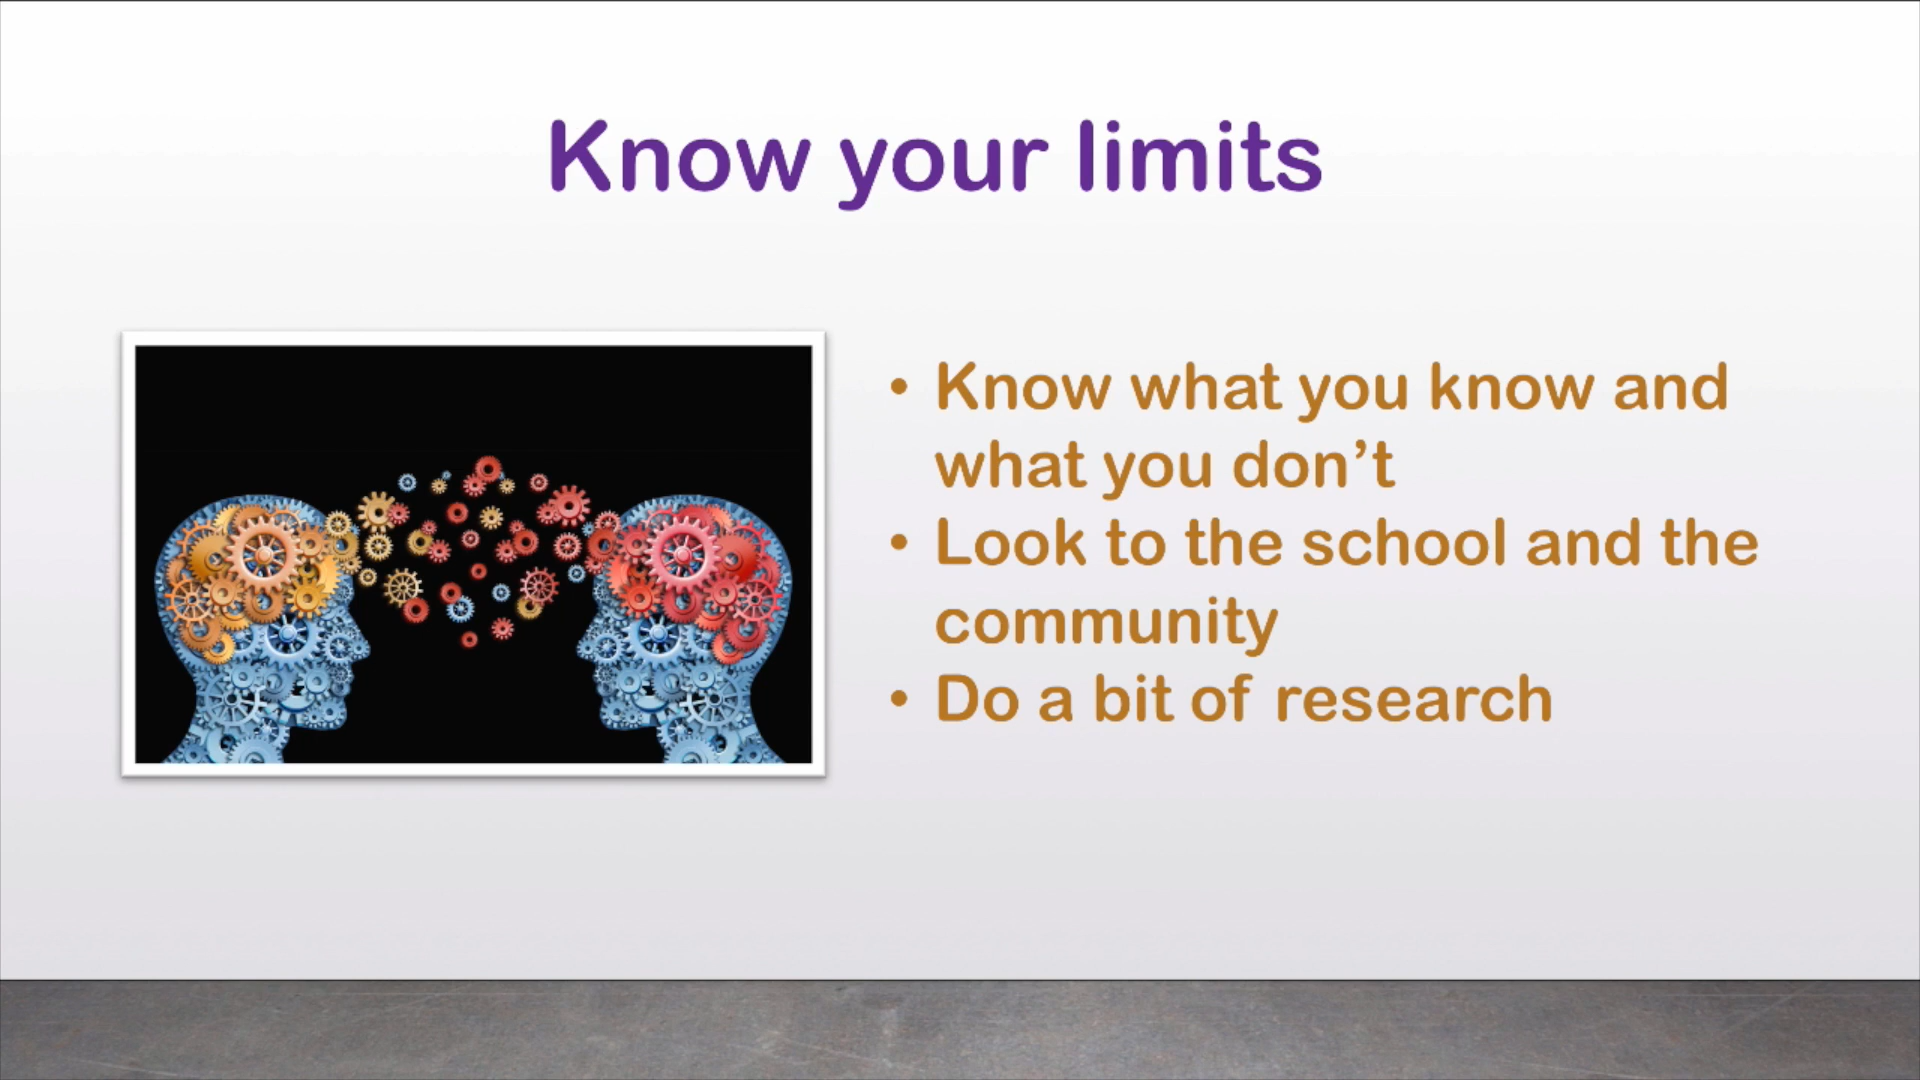 Know your limits
• Know what you know and
what you don’t
• Look to the school and the
community
• Do a bit of research